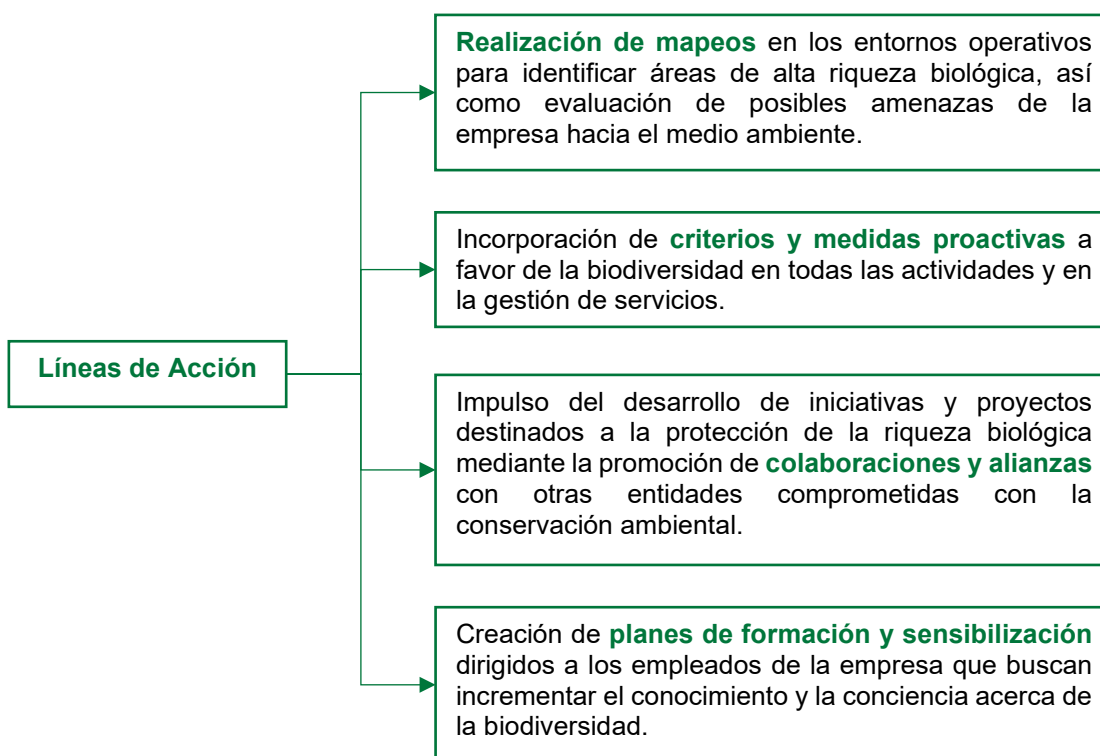 Realización de mapeos en los entornos operativos
para identificar áreas de alta riqueza biológica, así
como evaluación de posibles amenazas de la
empresa hacia el medio ambiente.
Incorporación de criterios y medidas proactivas a
favor de la biodiversidad en todas las actividades y en
la gestión de servicios.
Líneas de Acción
Impulso del desarrollo de iniciativas y proyectos
destinados a la protección de la riqueza biológica
mediante la promoción de colaboraciones y alianzas
con otras entidades comprometidas con la
conservación ambiental.
Creación de planes de formación y sensibilización
dirigidos a los empleados de la empresa que buscan
incrementar el conocimiento y la conciencia acerca de
la biodiversidad.